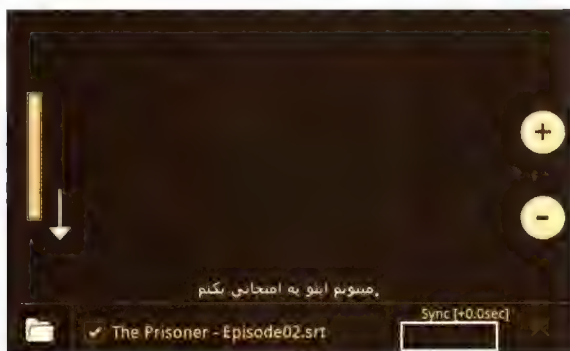 +
-
میتونم اینو یه امتحانی بکنم.
Sync [+0.0sec]
✔ The Prisoner - Episode02.srt